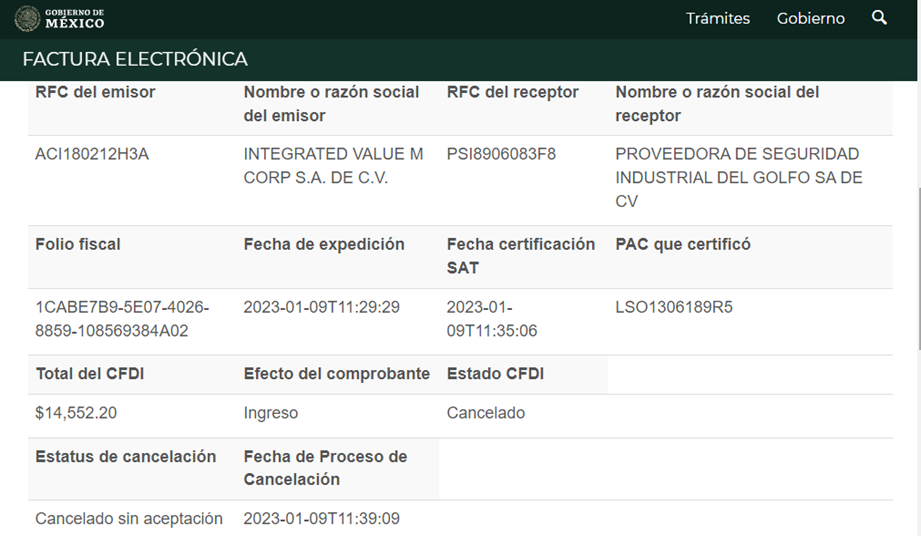 GOBIERNO DE
MÉXICO
Trámites
Gobierno
FACTURA ELECTRÓNICA
RFC del emisor
Nombre o razón social
del emisor
RFC del receptor
Nombre o razón social del
receptor
ACI180212H3A
INTEGRATED VALUE M
CORP S.A. DE C.V.
PSI8906083F8
PROVEEDORA DE SEGURIDAD
INDUSTRIAL DEL GOLFO SA DE
CV
Folio fiscal
Fecha de expedición
Fecha certificación
SAT
PAC que certificó
1CABE7B9-5E07-4026-
8859-108569384A02
2023-01-09T11:29:29
2023-01-
09T11:35:06
LSO1306189R5
Total del CFDI
Efecto del comprobante
Estado CFDI
$14,552.20
Ingreso
Cancelado
Estatus de cancelación
Fecha de Proceso de
Cancelación
Cancelado sin aceptación
2023-01-09T11:39:09